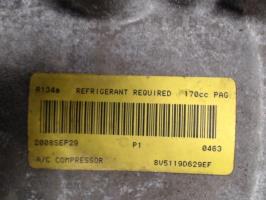 R134a REFRIGERANT REQUIRED 170cc PAG
2008SEP29 P1 0463
A/C COMPRESSOR 8V5119D629EF